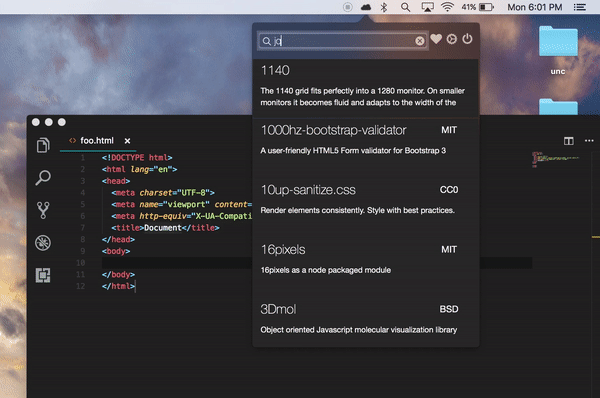 41%
Mon 6:01 PM
unc
1140
The 1140 grid fits perfectly into a 1280 monitor. On smaller
monitors it becomes fluid and adapts to the width of the
1000hz-bootstrap-validator
MIT
A user-friendly HTML5 Form validator for Bootstrap 3
10up-sanitize.css
CC0
Render elements consistently. Style with best practices.
16pixels
MIT
16pixels as a node packaged module
3Dmol
BSD
Object oriented Javascript molecular visualization library
foo.html
1 <!DOCTYPE html>
2 <html lang="en">
3 <head>
4 <meta charset="UTF-8">
5 <meta name="viewport" content=
6 <meta http-equiv="X-UA-Compati
7 <title>Document</title>
8 </head>
9 <body>
10
11 </body>
12 </html>